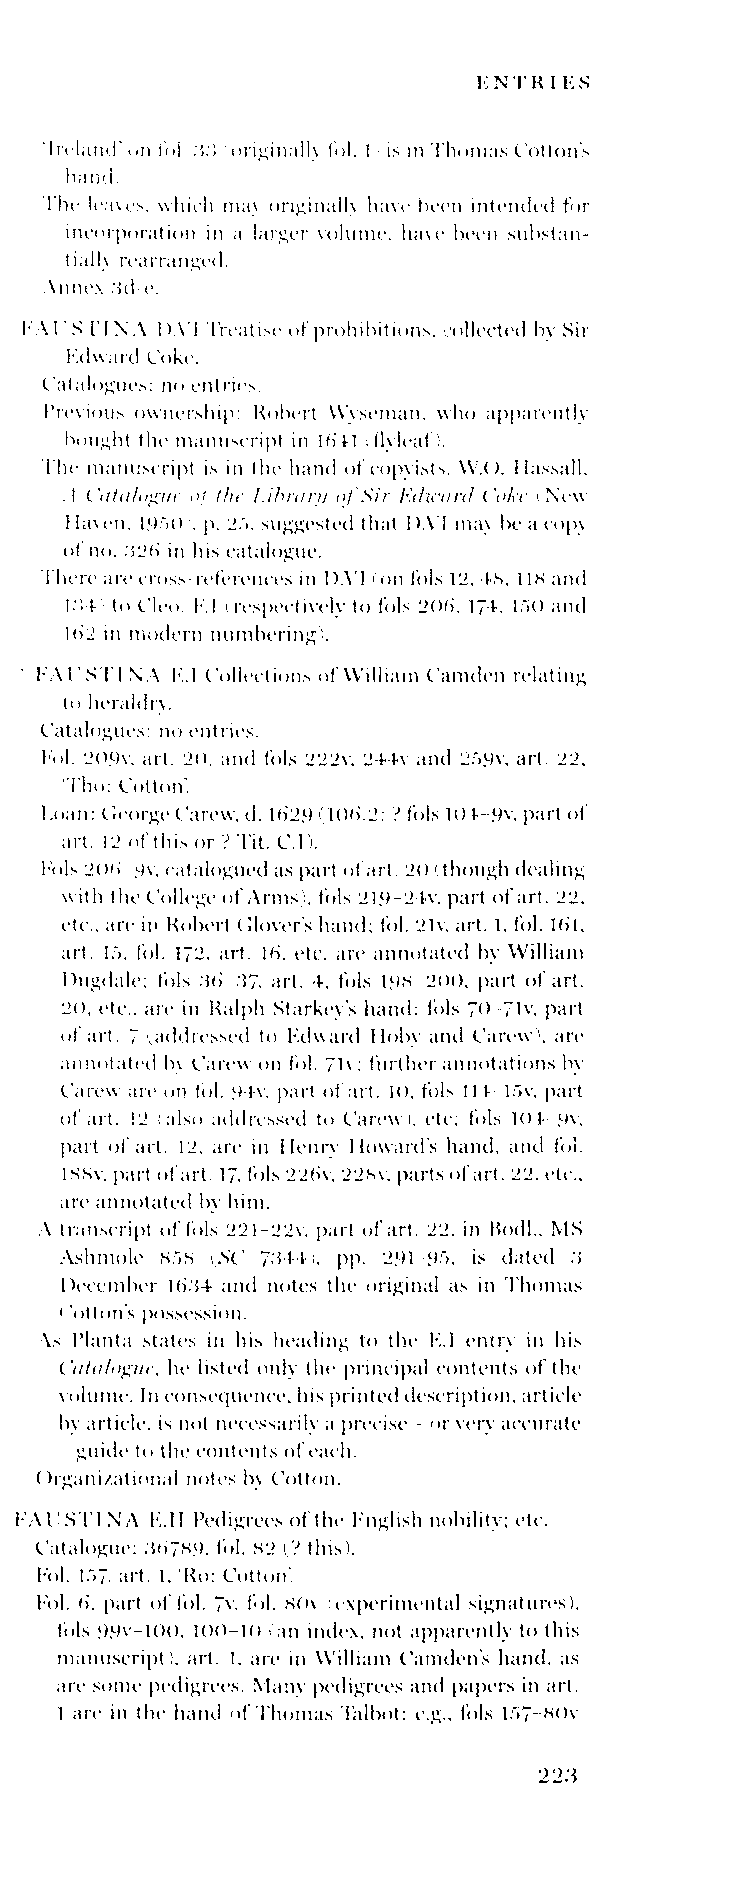 ENTRIES
'Ireland' on fol. 33 (originally fol. 1) is in Thomas Cotton's
hand.
The leaves, which may originally have been intended for
incorporation in a larger volume, have been substan-
tially rearranged.
Annex 3d-e.
FAUSTINA D.VI Treatise of prohibitions, collected by Sir
Edward Coke.
Catalogues: no entries.
Previous ownership: Robert Wyseman, who apparently
bought the manuscript in 1641 (flyleaf).
The manuscript is in the hand of copyists. W.O. Hassall,
A Catalogue of the Library of Sir Edward Coke (New
Haven, 1950), p. 25, suggested that D.VI may be a copy
of no. 326 in his catalogue.
There are cross-references in D.VI (on fols 12, 48, 118 and
134) to Cleo. F.I (respectively to fols 206, 174, 150 and
162 in modern numbering).
FAUSTINA E.I Collections of William Camden relating
to heraldry.
Catalogues: no entries.
Fol. 209v, art. 20, and fols 222v, 244v and 259v, art. 22,
'Tho: Cotton'.
Loan: George Carew, d. 1629 (106.2: ? fols 104–9v, part of
art. 12 of this or ? Tit. C.I).
Fols 206–9v, catalogued as part of art. 20 (though dealing
with the College of Arms), fols 219–24v, part of art. 22,
etc., are in Robert Glover's hand; fol. 21v, art. 1, fol. 161,
art. 15, fol. 172, art. 16, etc. are annotated by William
Dugdale; fols 36–37, art. 4, fols 198–200, part of art.
20, etc., are in Ralph Starkey's hand; fols 70–71v, part
of art. 7 (addressed to Edward Hoby and Carew), are
annotated by Carew on fol. 71v; further annotations by
Carew are on fol. 94v, part of art. 10, fols 114–15v, part
of art. 12 (also addressed to Carew), etc; fols 104–9v,
part of art. 12, are in Henry Howard's hand, and fol.
188v, part of art. 17, fols 226v, 228v, parts of art. 22, etc.,
are annotated by him.
A transcript of fols 221–22v, part of art. 22, in Bodl., MS
Ashmole 858 (SC 7344), pp. 291–95, is dated 3
December 1634 and notes the original as in Thomas
Cotton's possession.
As Planta states in his heading to the E.I entry in his
Catalogue, he listed only the principal contents of the
volume. In consequence, his printed description, article
by article, is not necessarily a precise - or very accurate
guide to the contents of each.
Organizational notes by Cotton.
FAUSTINA E.II Pedigrees of the English nobility; etc.
Catalogue: 36789, fol. 82 (? this).
Fol. 157, art. 1, 'Ro: Cotton'.
Fol. 6, part of fol. 7v, fol. 80v (experimental signatures),
fols 99v–100, 100–10 (an index, not apparently to this
manuscript), art. 1, are in William Camden's hand, as
are some pedigrees. Many pedigrees and papers in art.
1 are in the hand of Thomas Talbot: e.g., fols 157–80v
223